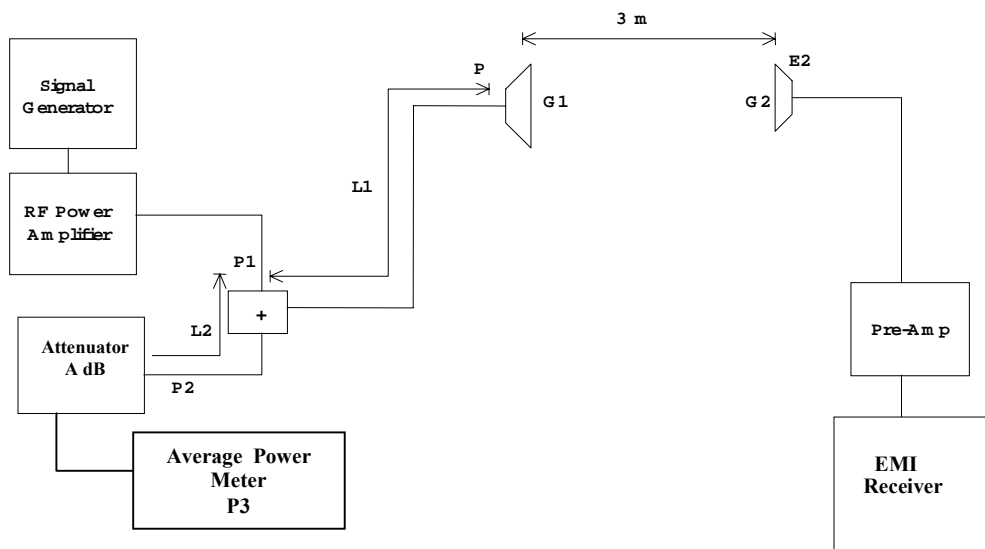 3 m
Signal
Generator
P
E2
G1
G2
L1
RF Power
Amplifier
P1
+
L2
Attenuator
A dB
P2
Pre-Amp
Average Power
Meter
P3
EMI
Receiver